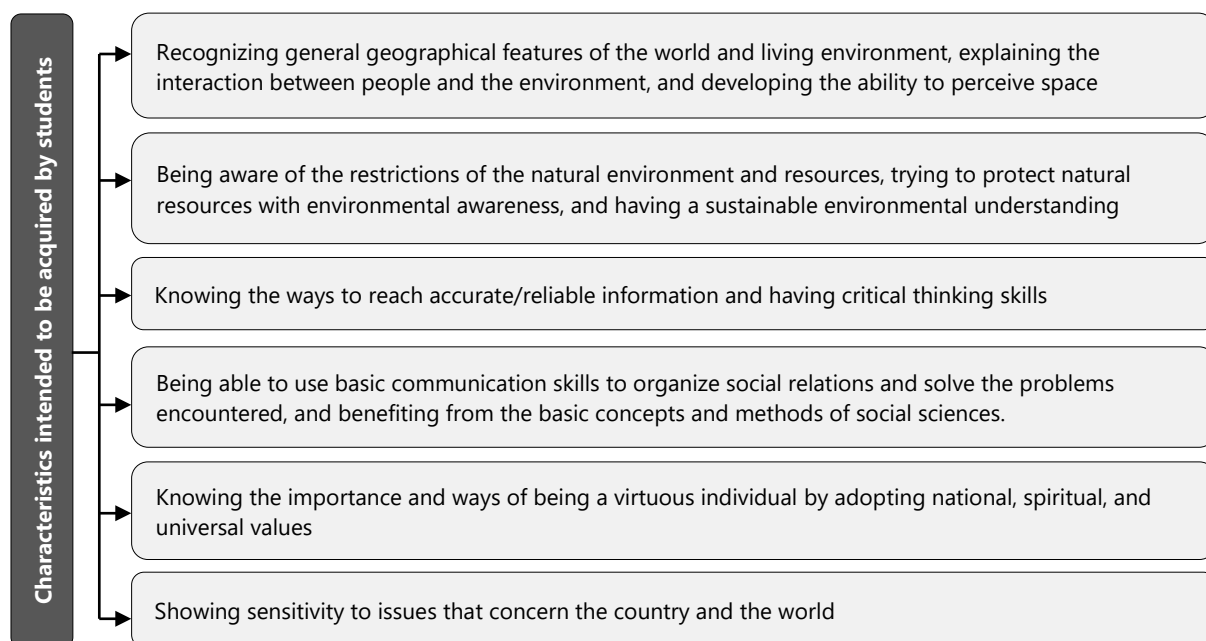 Characteristics intended to be acquired by students
Recognizing general geographical features of the world and living environment, explaining the
interaction between people and the environment, and developing the ability to perceive space
Being aware of the restrictions of the natural environment and resources, trying to protect natural
resources with environmental awareness, and having a sustainable environmental understanding
Knowing the ways to reach accurate/reliable information and having critical thinking skills
Being able to use basic communication skills to organize social relations and solve the problems
encountered, and benefiting from the basic concepts and methods of social sciences.
Knowing the importance and ways of being a virtuous individual by adopting national, spiritual, and
universal values
Showing sensitivity to issues that concern the country and the world